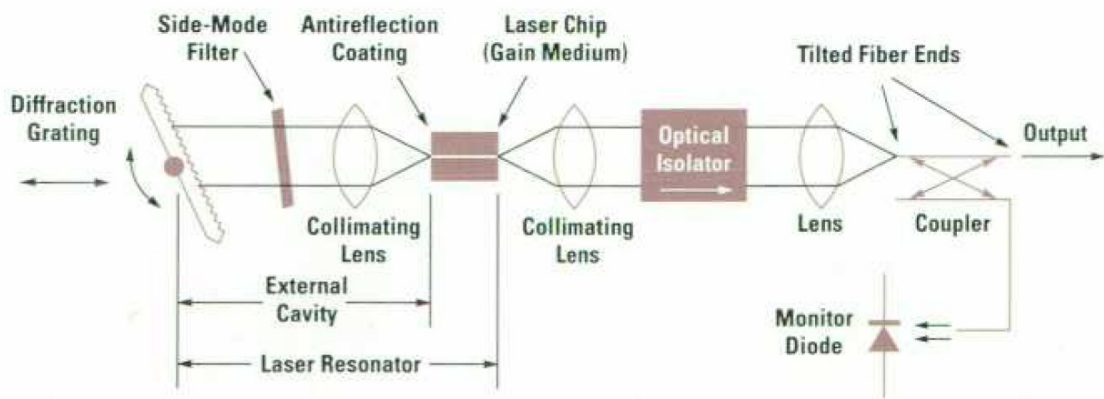 Side-Mode
Filter
Antireflection
Coating
Laser Chip
(Gain Medium)
Tilted Fiber Ends
Diffraction
Grating
Optical
Isolator
Output
Collimating
Lens
Collimating
Lens
Lens
Coupler
External
Cavity
Monitor
Diode
Laser Resonator